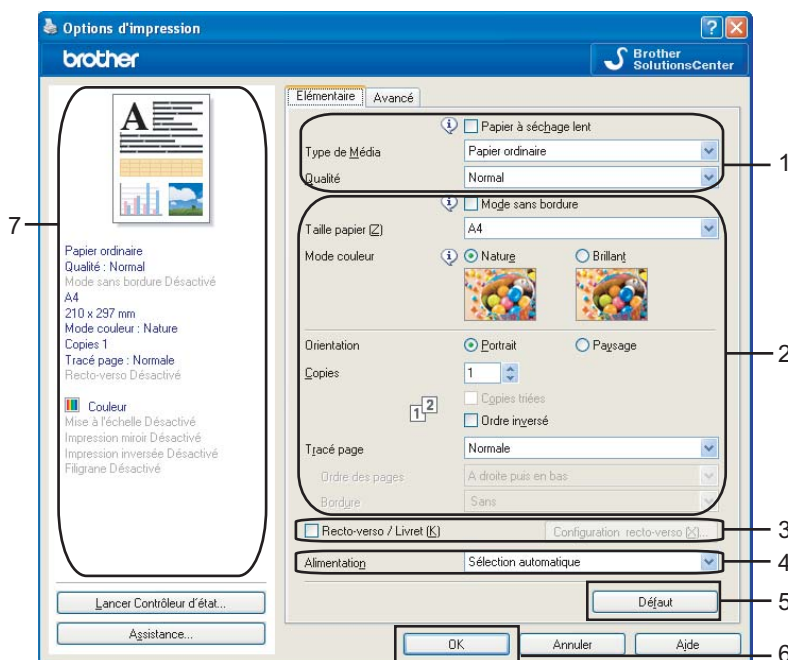 Options d'impression
brother
Brother
SolutionsCenter
Elémentaire Avancé
Papier à séchage lent
Type de Média Papier ordinaire
Qualité Normal
1
Mode sans bordure
Taille papier (Z) A4
Mode couleur Nature Brillant
Orientation Portrait Paysage
2
Copies 1
Copies triées
1 2
Ordre inversé
Tracé page Normale
Ordre des pages A droite puis en bas
Bordure Sans
Recto-verso / Livret (K) Configuration recto-verso (X)...
3
Alimentation Sélection automatique
4
Défaut
5
OK Annuler Aide
6
7
A
Papier ordinaire
Qualité : Normal
Mode sans bordure Désactivé
A4
210 x 297 mm
Mode couleur : Nature
Copies 1
Tracé page : Normale
Recto-verso Désactivé
Couleur
Mise à l'échelle Désactivé
Impression miroir Désactivé
Impression inversée Désactivé
Filigrane Désactivé
Lancer Contrôleur d'état...
Assistance...